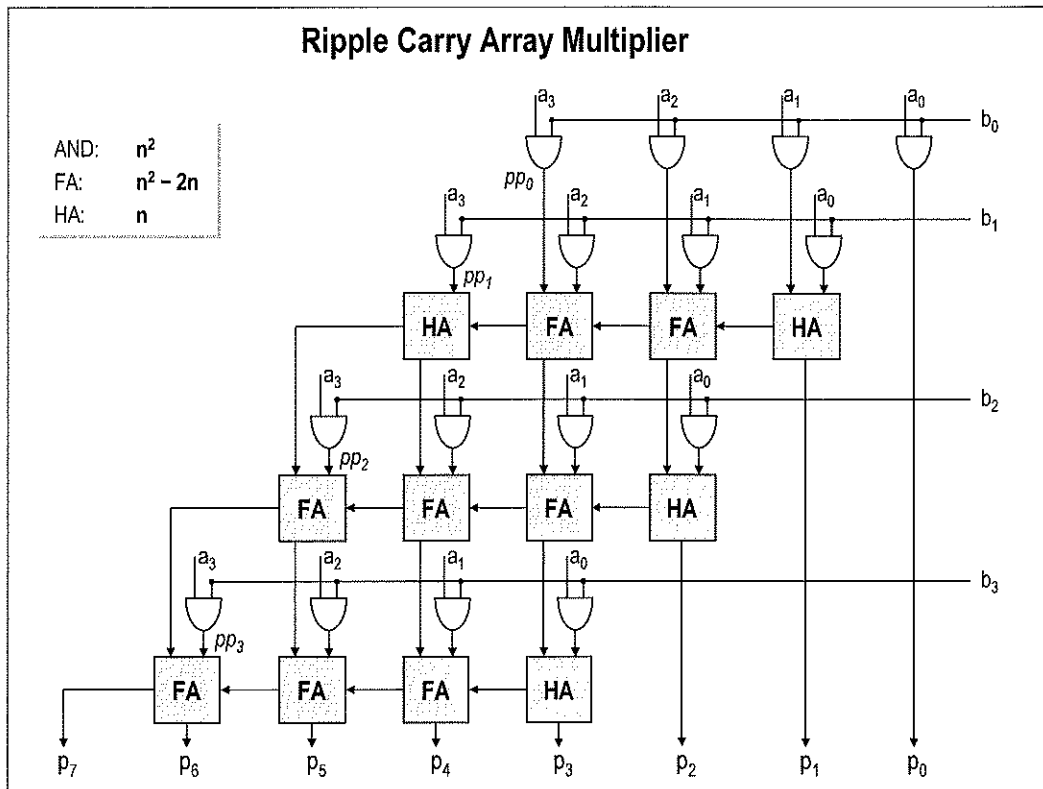 Ripple Carry Array Multiplier
AND: n²
FA: n² − 2n
HA: n
a₃ a₂ a₁ a₀ b₀
pp₀
a₃ a₂ a₁ a₀ b₁
pp₁
HA FA FA HA
a₃ a₂ a₁ a₀ b₂
pp₂
FA FA FA HA
a₃ a₂ a₁ a₀ b₃
pp₃
FA FA FA HA
p₇ p₆ p₅ p₄ p₃ p₂ p₁ p₀